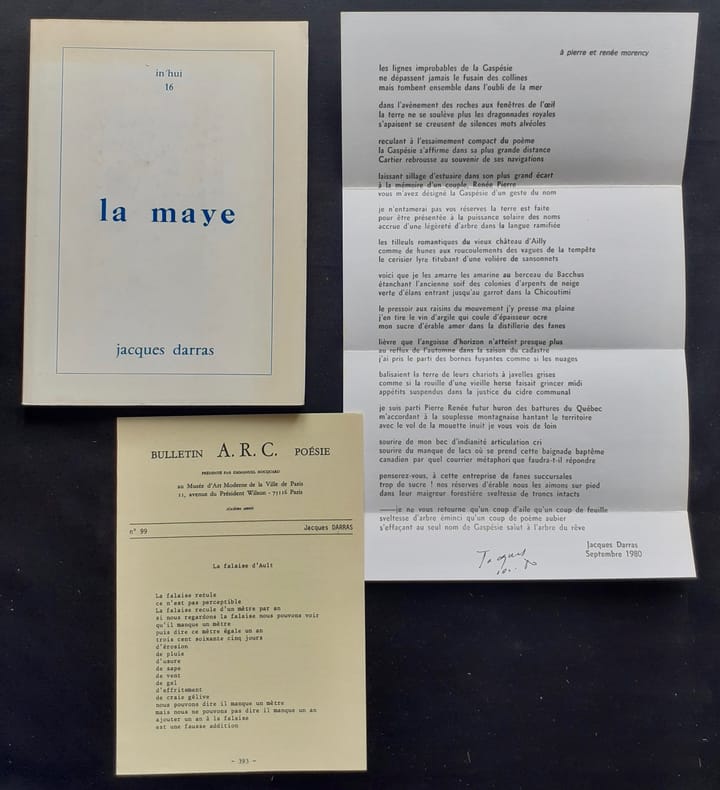 in'hui
16
la maye
jacques darras
à pierre et renée morency
les lignes improbables de la Gaspésie
ne dépassent jamais le fusain des collines
mais tombent ensemble dans l'oubli de la mer
dans l'avènement des roches aux fenêtres de l'œil
la terre ne se soulève plus les dragonnades royales
s'apaisent se creusent de silences mots alvéoles
reculant à l'essaimement compact du poème
la Gaspésie s'affirme dans sa plus grande distance
Cartier rebrousse au souvenir de ses navigations
laissant sillage d'estuaire dans son plus grand écart
à la mémoire d'un couple, Renée Pierre
vous m'avez désigné la Gaspésie d'un geste du nom
je n'entamerai pas vos réserves la terre est faite
pour être présentée à la puissance solaire des noms
accrue d'une légèreté d'arbre dans la langue ramifiée
les tilleuls romantiques du vieux château d'Ailly
comme de hunes aux roucoulements des vagues de la tempête
le cerisier lyre titubant d'une volière de sansonnets
voici que je les amarre les amarine au berceau du Bacchus
étanchant l'ancienne soif des colonies d'arpents de neige
verte d'élans entrant jusqu'au garrot dans la Chicoutimi
le pressoir aux raisins du mouvement j'y presse ma plaine
j'en tire le vin d'argile qui coule d'épaisseur ocre
mon sucre d'érable amer dans la distillerie des fanes
lièvre que l'angoisse d'horizon n'atteint presque plus
au reflux de l'automne dans la saison du cadastre
j'ai pris le parti des bornes fuyantes comme si les nuages
balisaient la terre de leurs chariots à javelles grises
comme si la rouille d'une vieille herse faisait grincer midi
appétits suspendus dans la justice du cidre communal
je suis parti Pierre Renée futur huron des battures du Québec
m'accordant à la souplesse montagnaise hantant le territoire
avec le vol de la mouette inuit je vous vois de loin
sourire de mon bec d'indianité articulation cri
sourire du manque de lacs où se prend cette baignade baptême
canadien par quel courrier métaphorique faudra-t-il répondre
penserez-vous, à cette entreprise de fanes succursales
trop de sucre ! nos réserves d'érable nous les aimons sur pied
dans leur maigreur forestière sveltesse de troncs intacts
——je ne vous retourne qu'un coup d'aile qu'un coup de feuille
sveltesse d'arbre émincé qu'un coup de poème aubier
s'effaçant au seul nom de Gaspésie salut à l'arbre du rêve
Jacques Darras
Septembre 1980
Jacques
BULLETIN A.R.C. POÉSIE
PRÉSENTÉ PAR EMMANUEL HOCQUARD
au Musée d'Art Moderne de la Ville de Paris
11, avenue du Président Wilson - 75116 Paris
sixième année
n° 99 Jacques DARRAS
La falaise d'Ault
La falaise recule
ce n'est pas perceptible
La falaise recule d'un mètre par an
si nous regardons la falaise nous pouvons voir
qu'il manque un mètre
puis dire ce mètre égale un an
trois cent soixante cinq jours
d'érosion
de pluie
d'usure
de sape
de vent
de gel
d'effritement
de craie gélive
nous pouvons dire il manque un mètre
mais nous ne pouvons pas dire il manque un an
ajouter un an à la falaise
est une fausse addition
- 393 -